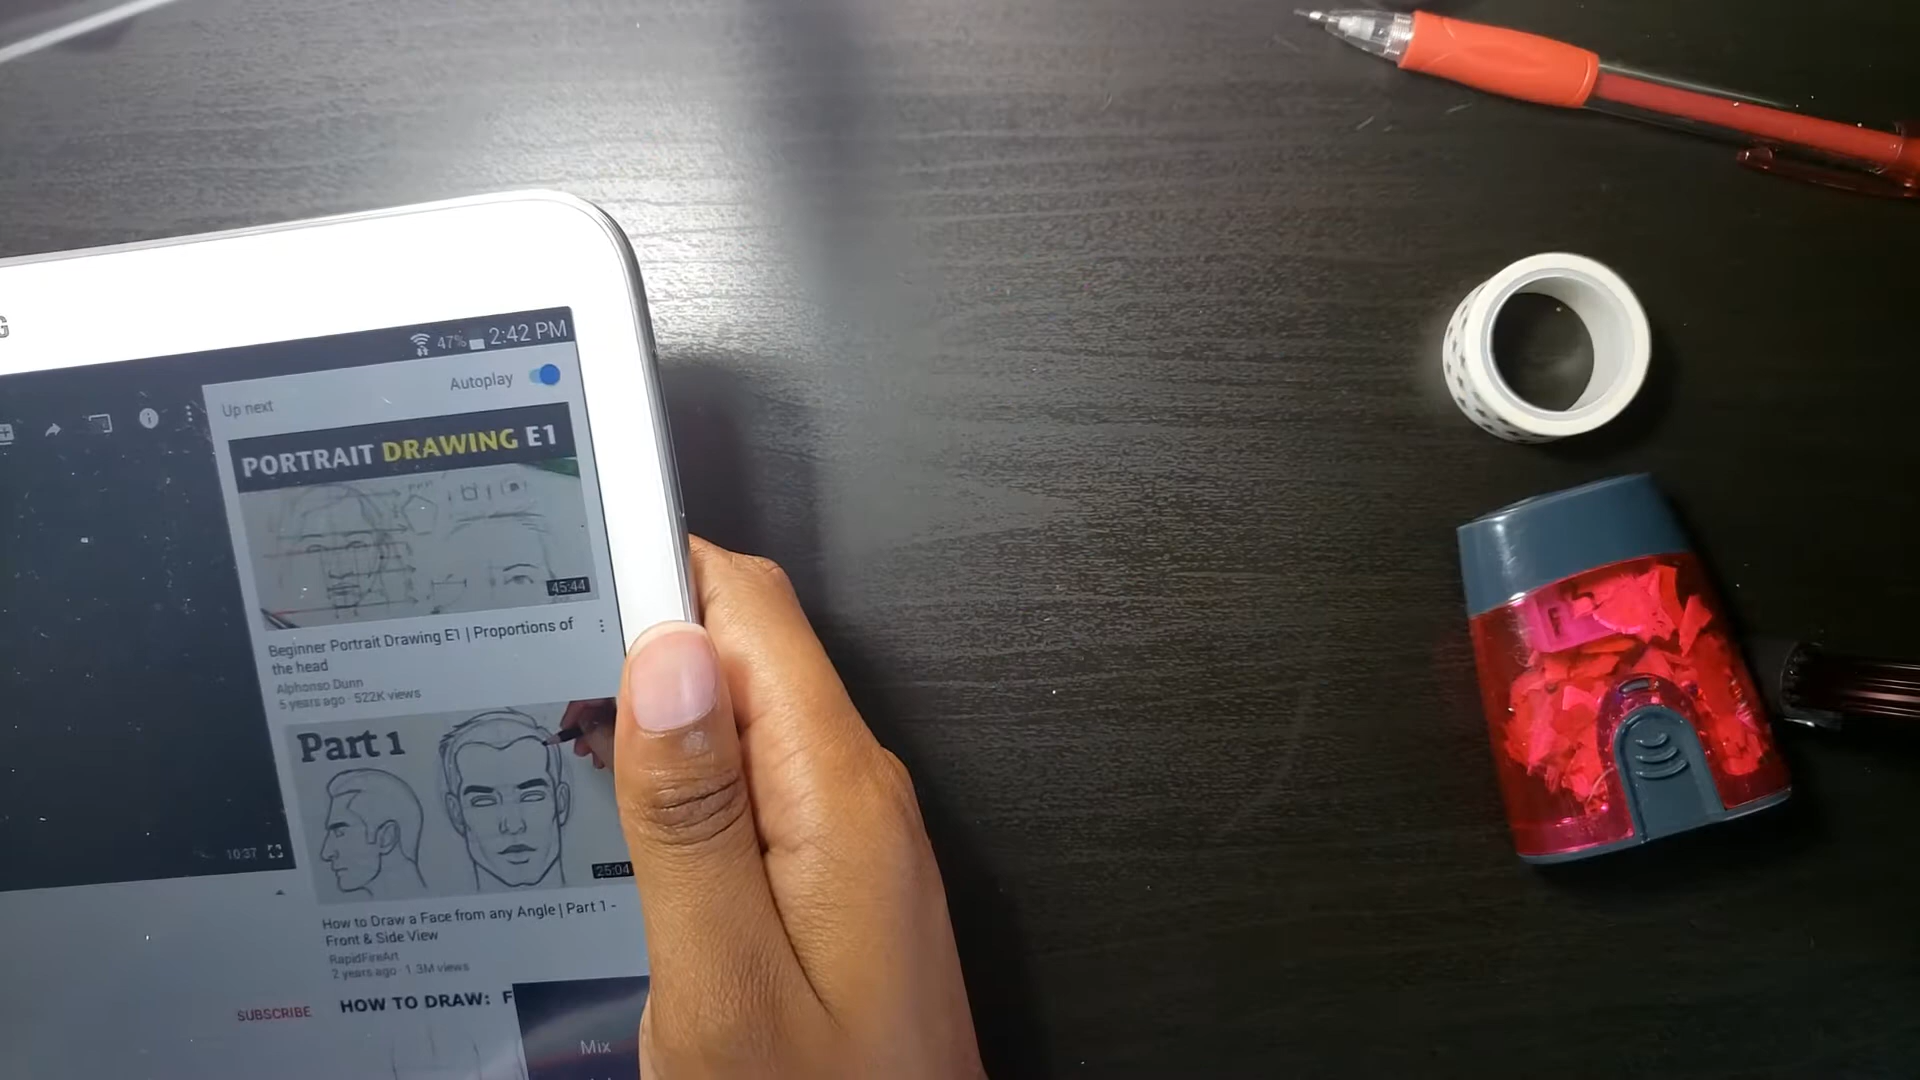 G
47% 2:42 PM
Up next
Autoplay
PORTRAIT DRAWING E1
45:44
Beginner Portrait Drawing E1 | Proportions of
the head
Alphonso Dunn
5 years ago · 522K views
Part 1
10:37
25:04
How to Draw a Face from any Angle | Part 1 -
Front & Side View
RapidFireArt
2 years ago · 1.3M views
SUBSCRIBE
HOW TO DRAW: F
Mix